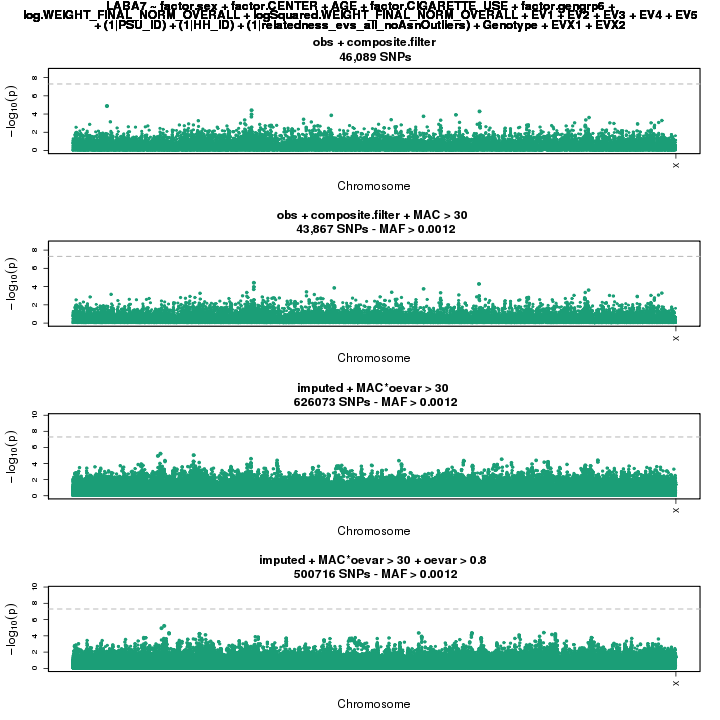 LABA7 ~ factor.sex + factor.CENTER + AGE + factor.CIGARETTE_USE + factor.gengrp6 +
log.WEIGHT_FINAL_NORM_OVERALL + logSquared.WEIGHT_FINAL_NORM_OVERALL + EV1 + EV2 + EV3 + EV4 + EV5
+ (1|PSU_ID) + (1|HH_ID) + (1|relatedness_evs_all_noAsnOutliers) + Genotype + EVX1 + EVX2
obs + composite.filter
46,089 SNPs
−log10(p)
0 2 4 6 8
X
Chromosome
obs + composite.filter + MAC > 30
43,867 SNPs - MAF > 0.0012
−log10(p)
0 2 4 6 8
X
Chromosome
imputed + MAC*oevar > 30
626073 SNPs - MAF > 0.0012
−log10(p)
0 2 4 6 8 10
X
Chromosome
imputed + MAC*oevar > 30 + oevar > 0.8
500716 SNPs - MAF > 0.0012
−log10(p)
0 2 4 6 8 10
X
Chromosome